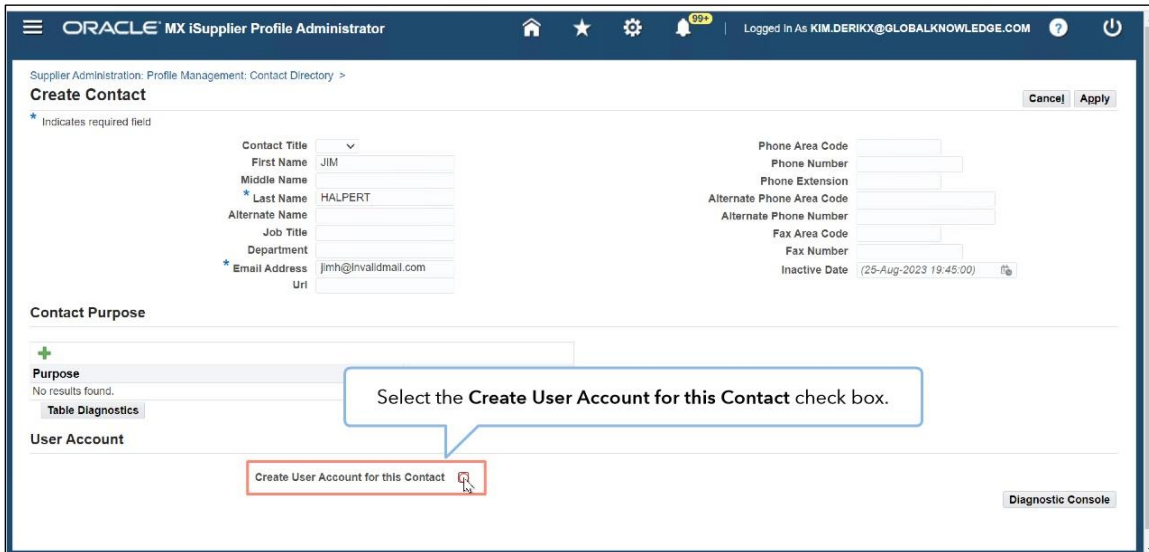 ORACLE MX iSupplier Profile Administrator
99+
Logged In As KIM.DERIKX@GLOBALKNOWLEDGE.COM
?
Supplier Administration: Profile Management: Contact Directory >
Create Contact
Cancel Apply
* Indicates required field
Contact Title
First Name JIM
Middle Name
* Last Name HALPERT
Alternate Name
Job Title
Department
* Email Address jimh@invalidmail.com
Url
Phone Area Code
Phone Number
Phone Extension
Alternate Phone Area Code
Alternate Phone Number
Fax Area Code
Fax Number
Inactive Date (25-Aug-2023 19:45:00)
Contact Purpose
Purpose
No results found.
Table Diagnostics
Select the Create User Account for this Contact check box.
User Account
Create User Account for this Contact
Diagnostic Console